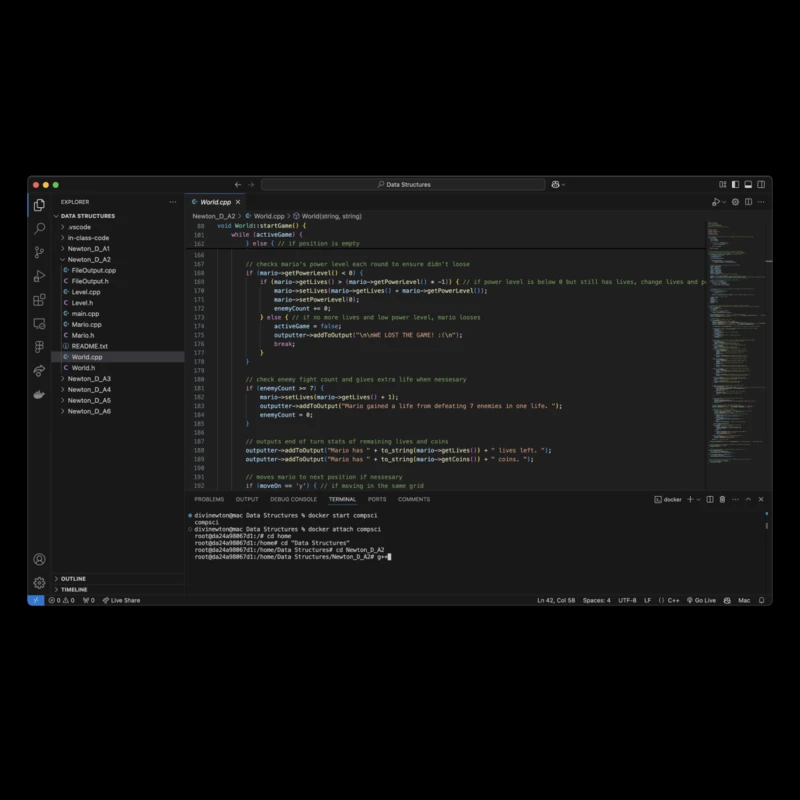 Data Structures
EXPLORER
DATA STRUCTURES
.vscode
in-class-code
Newton_D_A1
Newton_D_A2
FileOutput.cpp
FileOutput.h
Level.cpp
Level.h
main.cpp
Mario.cpp
Mario.h
README.txt
World.cpp
World.h
Newton_D_A3
Newton_D_A4
Newton_D_A5
Newton_D_A6
OUTLINE
TIMELINE
World.cpp
Newton_D_A2 > World.cpp > World(string, string)
80 void World::startGame() {
101 while (activeGame) {
162 } else { // if position is empty
166
167 // checks mario's power level each round to ensure didn't loose
168 if (mario->getPowerLevel() < 0) {
169 if (mario->getLives() > (mario->getPowerLevel() * -1)) { // if power level is below 0 but still has lives, change lives and
170 mario->setLives(mario->getLives() + mario->getPowerLevel());
171 mario->setPowerLevel(0);
172 enemyCount += 0;
173 } else { // if no more lives and low power level, mario looses
174 activeGame = false;
175 outputter->addToOutput("\n\nWE LOST THE GAME! :(\n");
176 break;
177 }
178 }
179
180 // check enemy fight count and gives extra life when nessesary
181 if (enemyCount >= 7) {
182 mario->setLives(mario->getLives() + 1);
183 outputter->addToOutput("Mario gained a life from defeating 7 enemies in one life. ");
184 enemyCount = 0;
185 }
186
187 // outputs end of turn stats of remaining lives and coins
188 outputter->addToOutput("Mario has " + to_string(mario->getLives()) + " lives left. ");
189 outputter->addToOutput("Mario has " + to_string(mario->getCoins()) + " coins. ");
190
191 // moves mario to next position if nessesary
192 if (moveOn == 'y') { // if moving in the same grid
PROBLEMS OUTPUT DEBUG CONSOLE TERMINAL PORTS COMMENTS
docker
divinewton@mac Data Structures % docker start compsci
compsci
divinewton@mac Data Structures % docker attach compsci
root@da24a98067d1:/# cd home
root@da24a98067d1:/home# cd "Data Structures"
root@da24a98067d1:/home/Data Structures# cd Newton_D_A2
root@da24a98067d1:/home/Data Structures/Newton_D_A2# g++
0 0 0 Live Share
Ln 42, Col 58 Spaces: 4 UTF-8 LF {} C++ Go Live Mac